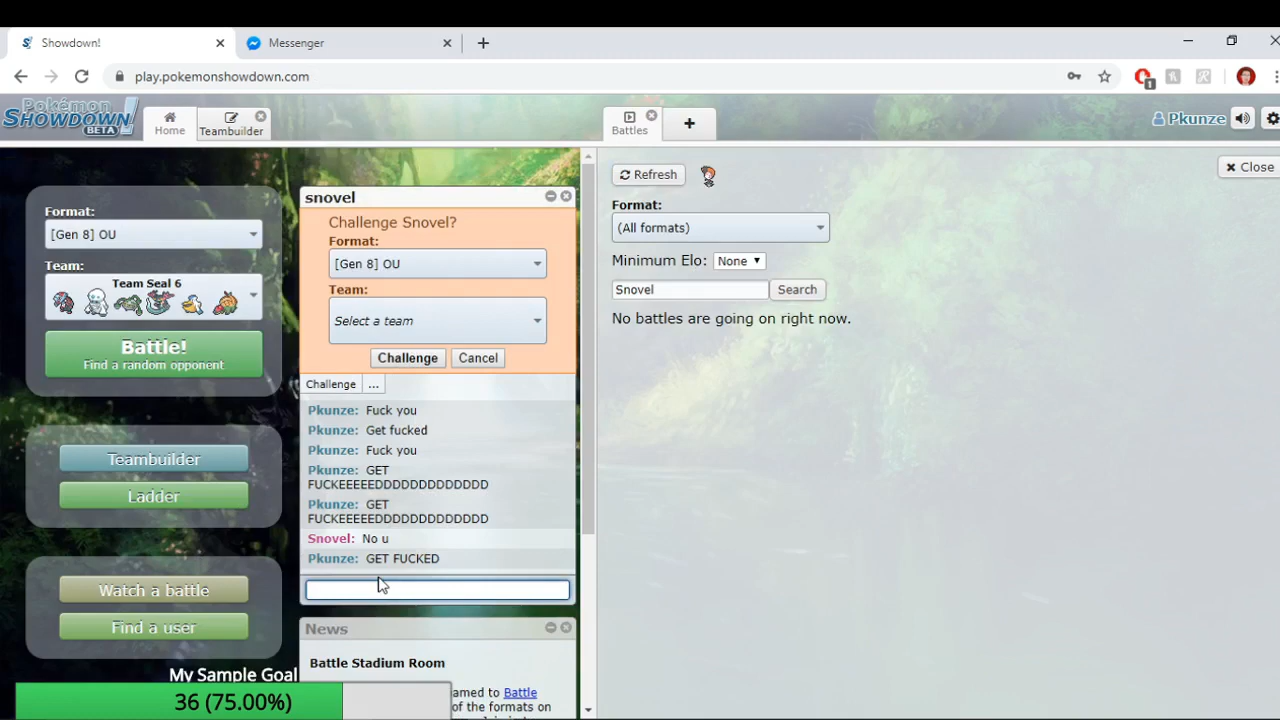 Showdown!
Messenger
play.pokemonshowdown.com
1
Pokémon
SHOWDOWN!
BETA
Home
Teambuilder
Battles
Pkunze
Format:
[Gen 8] OU
Team:
Team Seal 6
Battle!
Find a random opponent
Teambuilder
Ladder
Watch a battle
Find a user
My Sample Goal
36 (75.00%)
snovel
Challenge Snovel?
Format:
[Gen 8] OU
Team:
Select a team
Challenge Cancel
Challenge ...
Pkunze: Fuck you
Pkunze: Get fucked
Pkunze: Fuck you
Pkunze: GET
FUCKEEEEEDDDDDDDDDDDDD
Pkunze: GET
FUCKEEEEEDDDDDDDDDDDDD
Snovel: No u
Pkunze: GET FUCKED
News
Battle Stadium Room
amed to Battle
of the formats on
Refresh
Close
Format:
(All formats)
Minimum Elo: None
Snovel Search
No battles are going on right now.